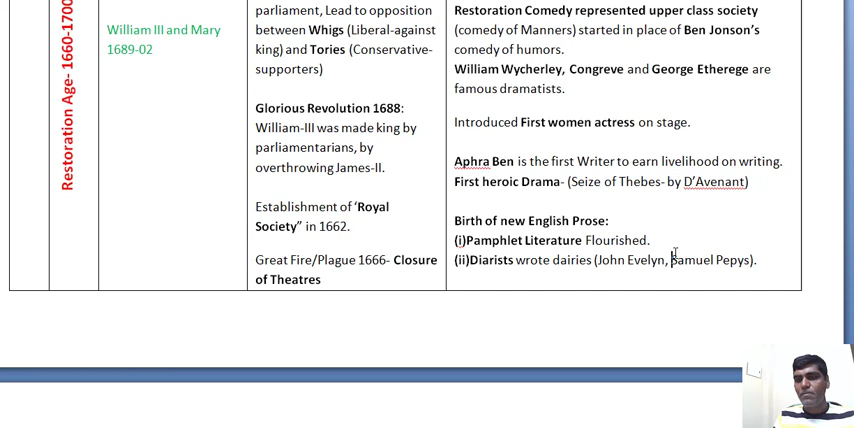 Restoration Age- 1660-1700
William III and Mary
1689-02
parliament, Lead to opposition
between Whigs (Liberal-against
king) and Tories (Conservative-
supporters)
Glorious Revolution 1688:
William-III was made king by
parliamentarians, by
overthrowing James-II.
Establishment of ‘Royal
Society” in 1662.
Great Fire/Plague 1666- Closure
of Theatres
Restoration Comedy represented upper class society
(comedy of Manners) started in place of Ben Jonson’s
comedy of humors.
William Wycherley, Congreve and George Etherege are
famous dramatists.
Introduced First women actress on stage.
Aphra Ben is the first Writer to earn livelihood on writing.
First heroic Drama- (Seize of Thebes- by D’Avenant)
Birth of new English Prose:
(i)Pamphlet Literature Flourished.
(ii)Diarists wrote dairies (John Evelyn, Samuel Pepys).